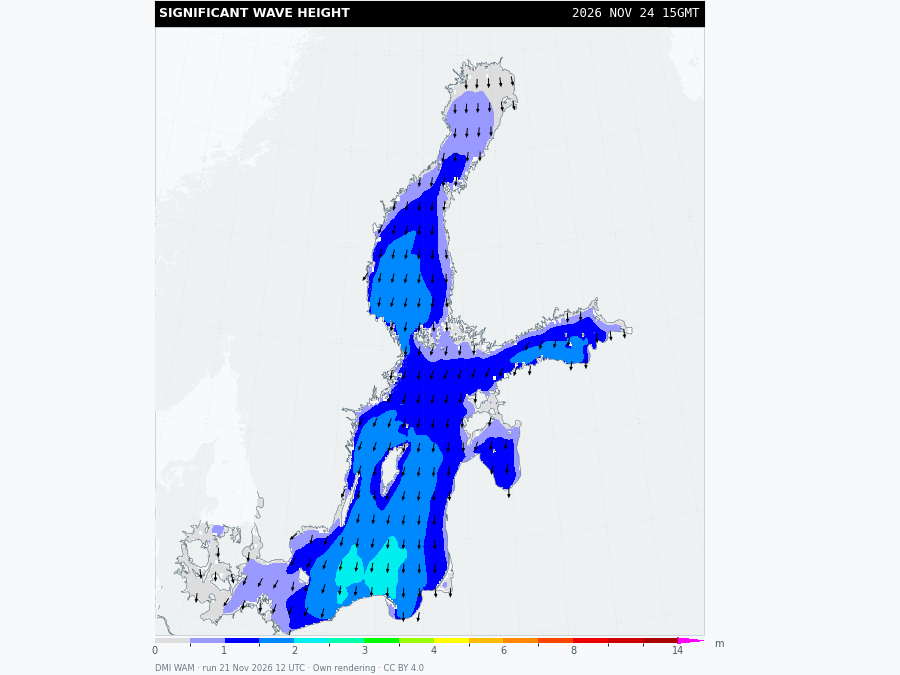 SIGNIFICANT WAVE HEIGHT 2026 NOV 24 15GMT
0 1 2 3 4 6 8 14 m
DMI WAM · run 21 Nov 2026 12 UTC · Own rendering · CC BY 4.0